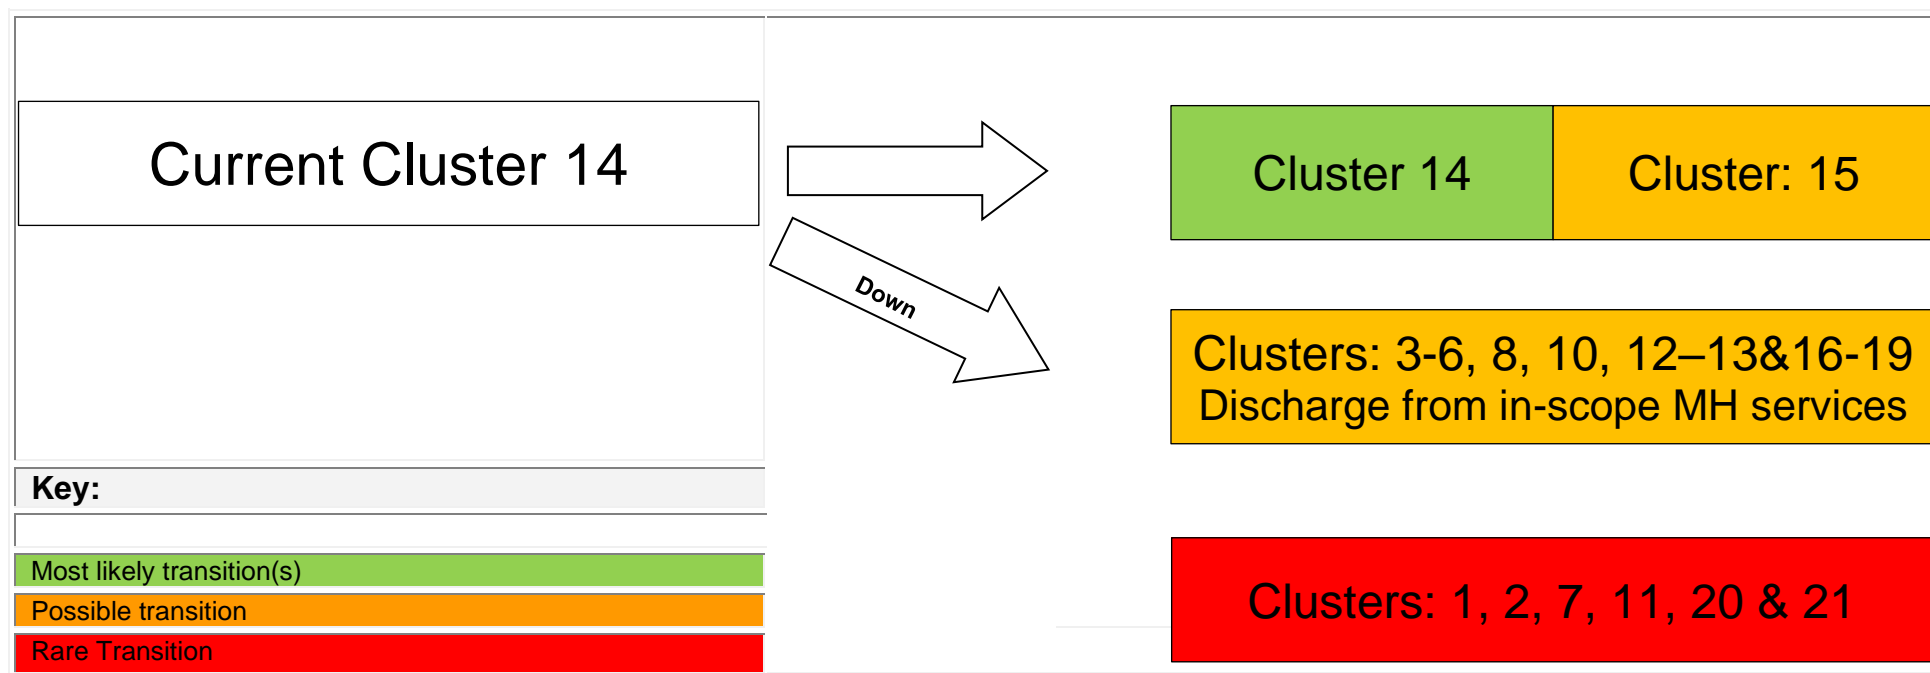 Current Cluster 14
Cluster 14
Cluster: 15
Down
Clusters: 3-6, 8, 10, 12–13&16-19
Discharge from in-scope MH services
Key:
Most likely transition(s)
Possible transition
Rare Transition
Clusters: 1, 2, 7, 11, 20 & 21